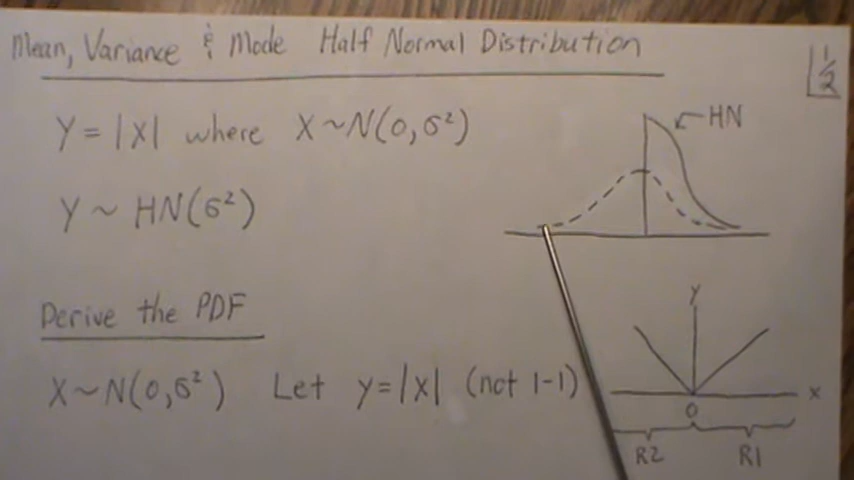 Mean, Variance & Mode Half Normal Distribution
1/2
Y = |X| where X ~ N(0, σ²)
HN
Y ~ HN(σ²)
Derive the PDF
X ~ N(0, σ²) Let y = |X| (not 1-1)
Y
X
0
R2 R1